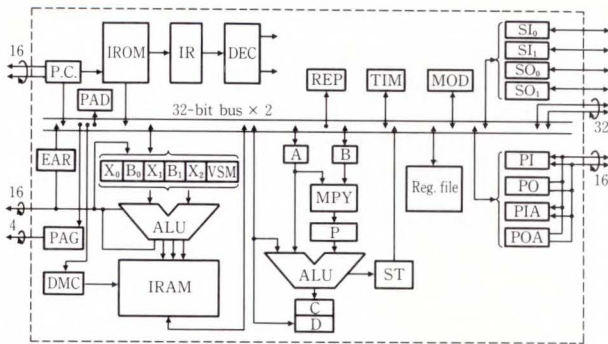 16
P.C.
IROM
IR
DEC
PAD
32-bit bus × 2
REP
TIM
MOD
SI₀
SI₁
SO₀
SO₁
32
EAR
X₀ B₀ X₁ B₁ X₂ VSM
A
B
Reg. file
PI
PO
PIA
POA
16
16
4
PAG
ALU
MPY
P
DMC
IRAM
ALU
ST
C
D